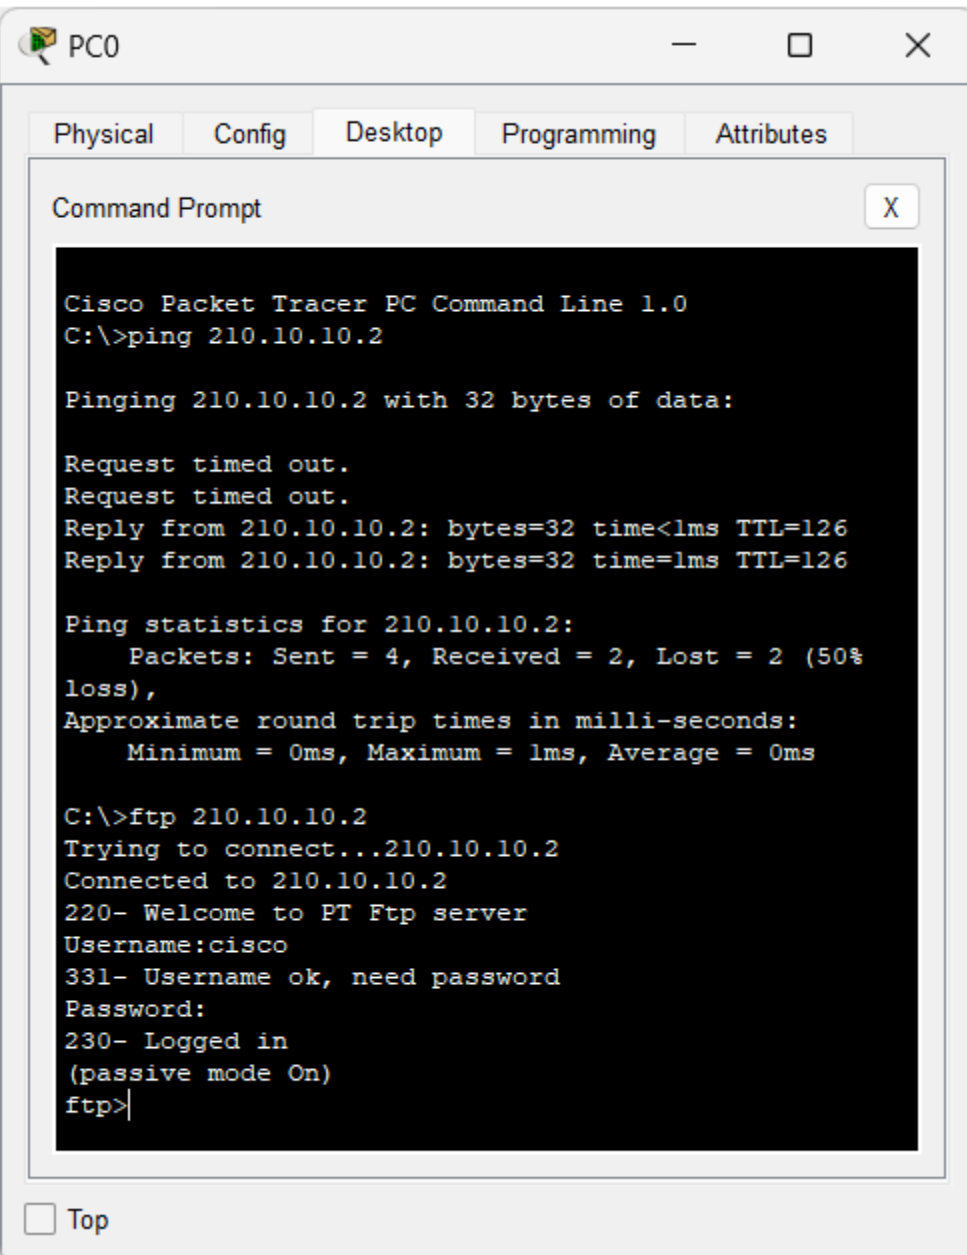 PC0
Physical Config Desktop Programming Attributes
Command Prompt
X
Cisco Packet Tracer PC Command Line 1.0
C:\>ping 210.10.10.2
Pinging 210.10.10.2 with 32 bytes of data:
Request timed out.
Request timed out.
Reply from 210.10.10.2: bytes=32 time<1ms TTL=126
Reply from 210.10.10.2: bytes=32 time=1ms TTL=126
Ping statistics for 210.10.10.2:
    Packets: Sent = 4, Received = 2, Lost = 2 (50%
loss),
Approximate round trip times in milli-seconds:
    Minimum = 0ms, Maximum = 1ms, Average = 0ms
C:\>ftp 210.10.10.2
Trying to connect...210.10.10.2
Connected to 210.10.10.2
220- Welcome to PT Ftp server
Username:cisco
331- Username ok, need password
Password:
230- Logged in
(passive mode On)
ftp>
Top